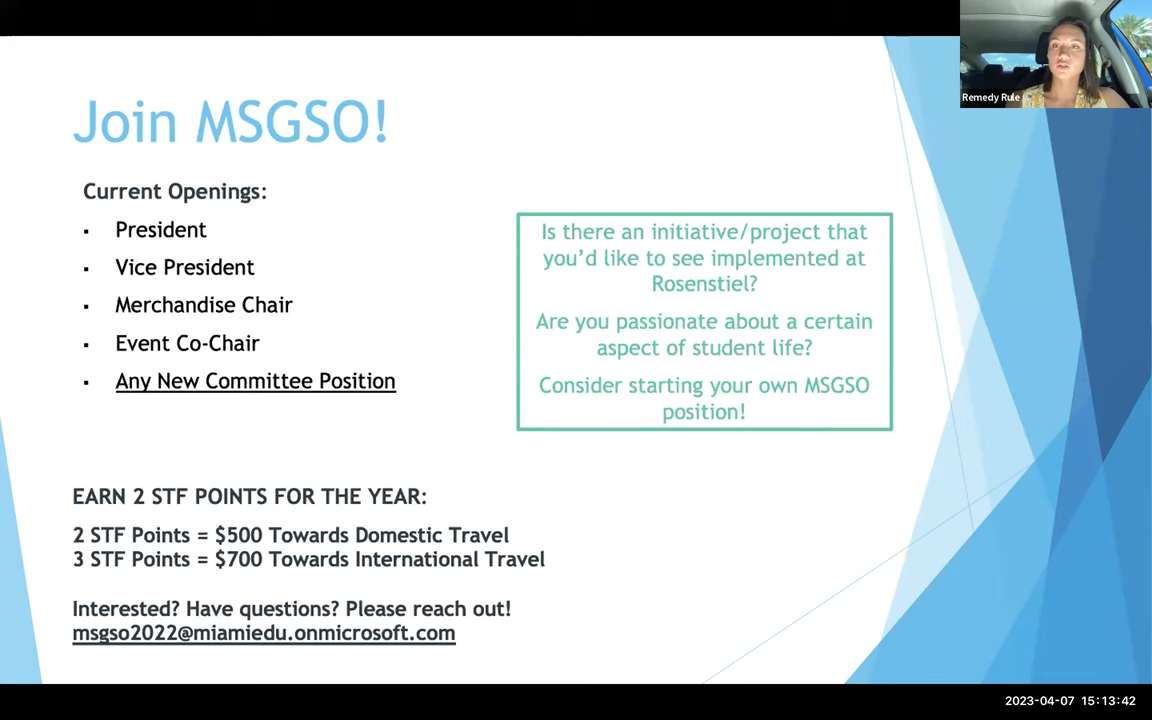 Remedy Rule
Join MSGSO!
Current Openings:
▪ President
▪ Vice President
▪ Merchandise Chair
▪ Event Co-Chair
▪ Any New Committee Position
Is there an initiative/project that
you'd like to see implemented at
Rosenstiel?
Are you passionate about a certain
aspect of student life?
Consider starting your own MSGSO
position!
EARN 2 STF POINTS FOR THE YEAR:
2 STF Points = $500 Towards Domestic Travel
3 STF Points = $700 Towards International Travel
Interested? Have questions? Please reach out!
msgso2022@miamiedu.onmicrosoft.com
2023-04-07 15:13:42